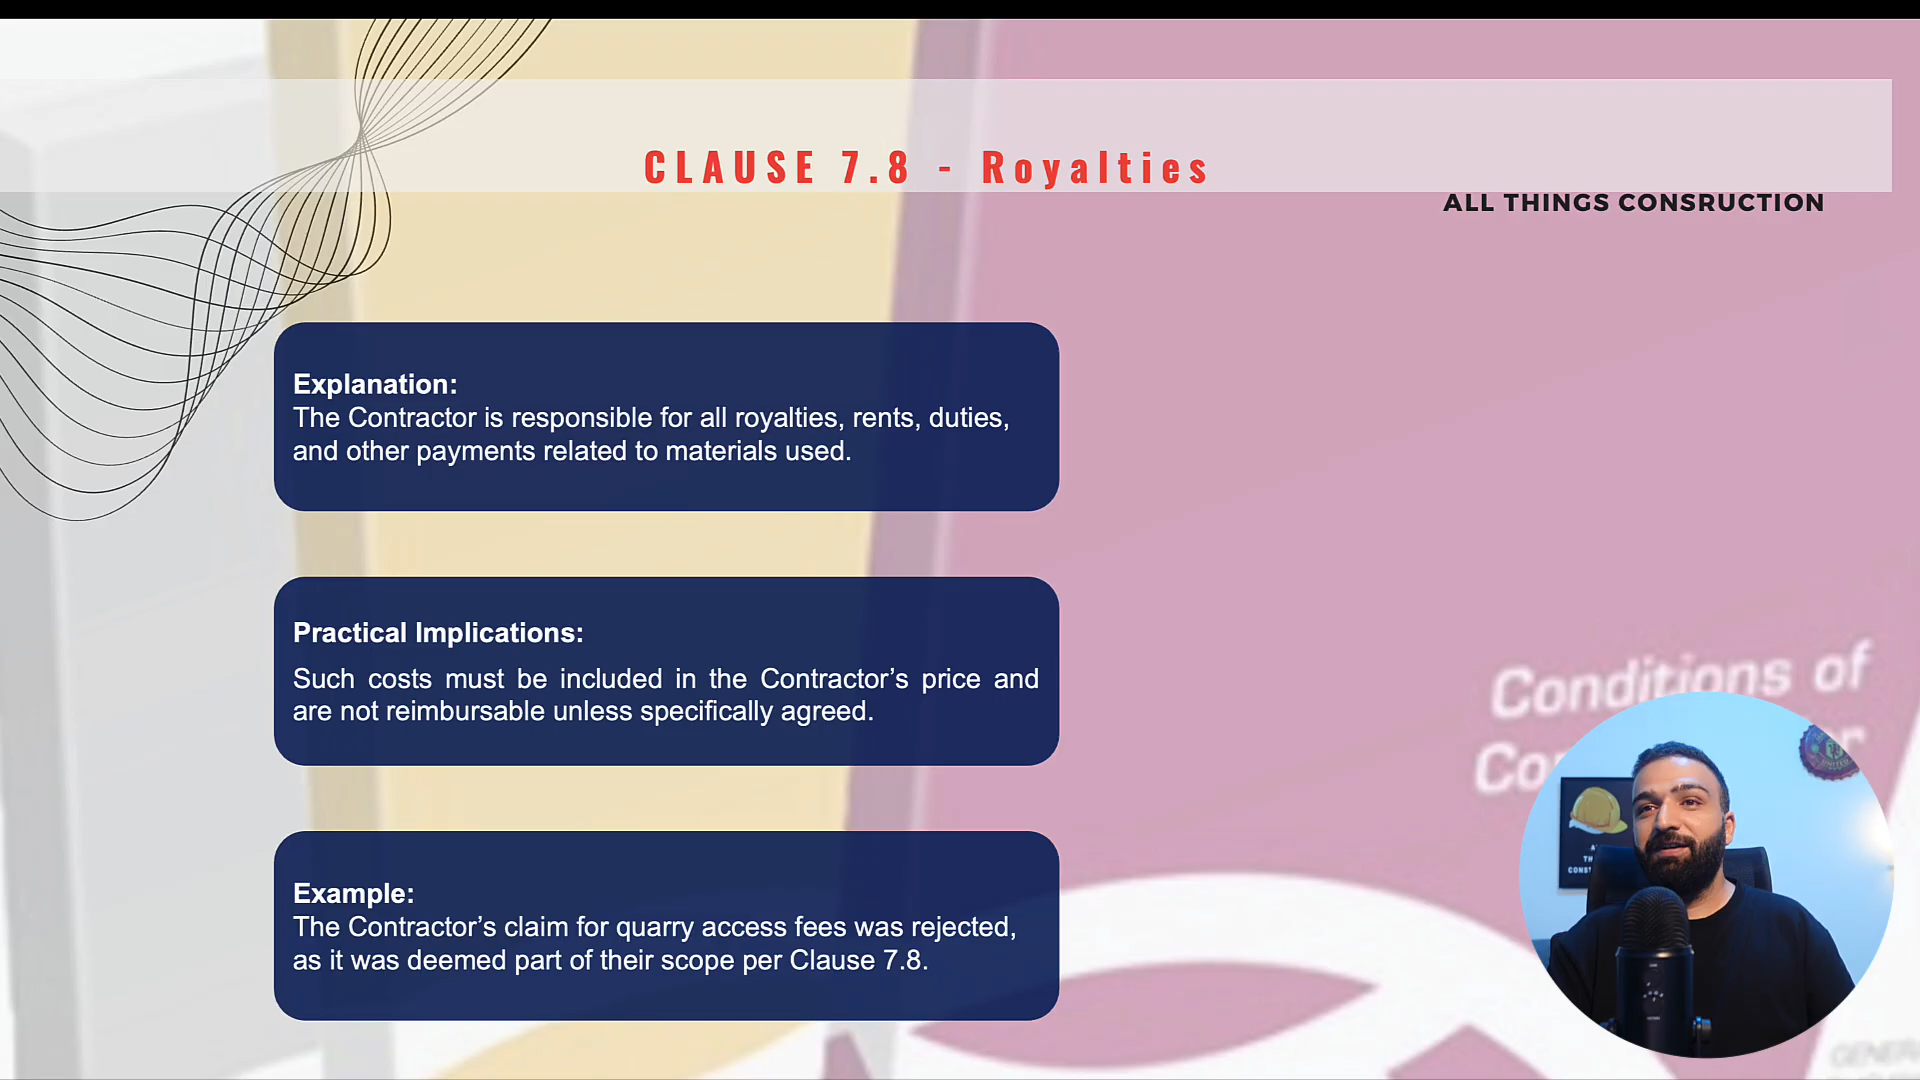 CLAUSE 7.8 - Royalties
ALL THINGS CONSRUCTION
Explanation:
The Contractor is responsible for all royalties, rents, duties,
and other payments related to materials used.
Practical Implications:
Such costs must be included in the Contractor’s price and
are not reimbursable unless specifically agreed.
Example:
The Contractor’s claim for quarry access fees was rejected,
as it was deemed part of their scope per Clause 7.8.
Conditions of